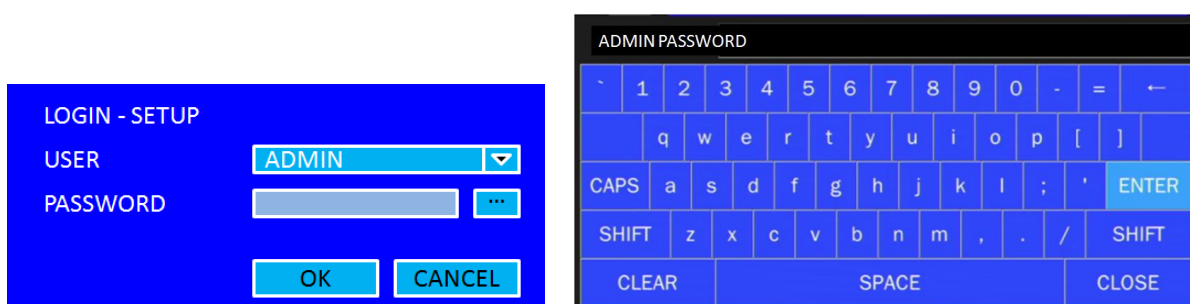 LOGIN - SETUP
USER ADMIN
PASSWORD ...
OK CANCEL
ADMIN PASSWORD
` 1 2 3 4 5 6 7 8 9 0 - = ←
q w e r t y u i o p [ ]
CAPS a s d f g h j k l ; ' ENTER
SHIFT z x c v b n m , . / SHIFT
CLEAR SPACE CLOSE